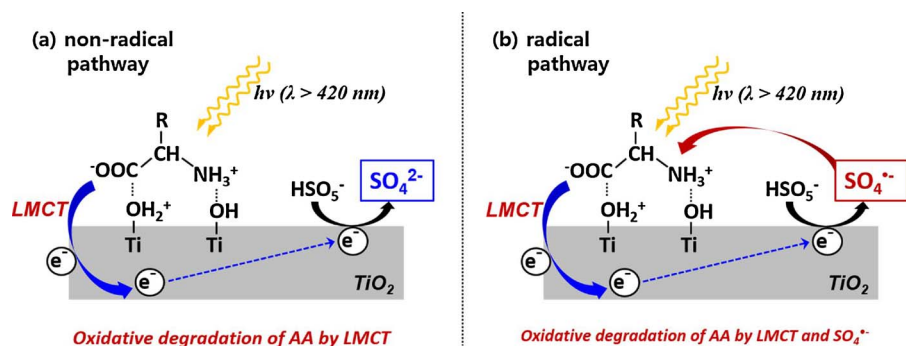 (a) non-radical
pathway
hv (λ > 420 nm)
R
⁻OOC
CH
NH₃⁺
SO₄²⁻
HSO₅⁻
LMCT
OH₂⁺
OH
Ti
Ti
e⁻
e⁻
e⁻
TiO₂
Oxidative degradation of AA by LMCT
(b) radical
pathway
hv (λ > 420 nm)
R
⁻OOC
CH
NH₃⁺
SO₄•⁻
HSO₅⁻
LMCT
OH₂⁺
OH
Ti
Ti
e⁻
e⁻
e⁻
TiO₂
Oxidative degradation of AA by LMCT and SO₄•⁻